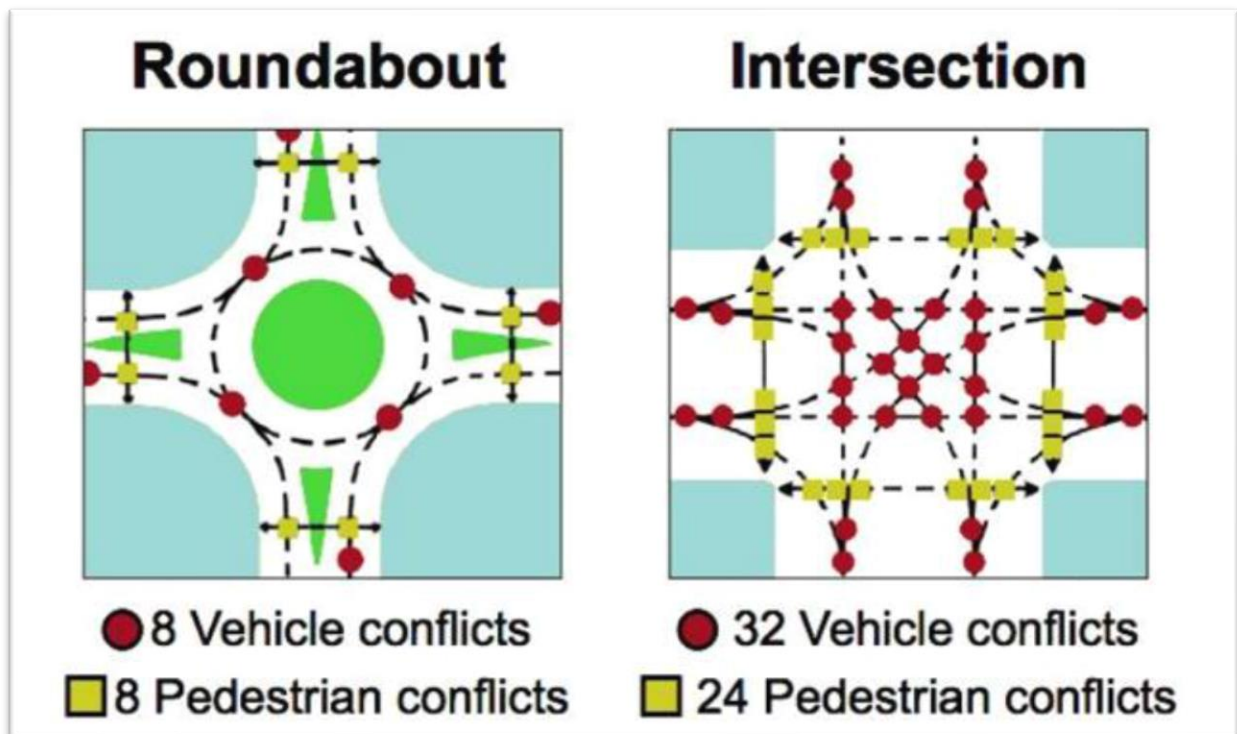 Roundabout
Intersection
8 Vehicle conflicts
32 Vehicle conflicts
8 Pedestrian conflicts
24 Pedestrian conflicts